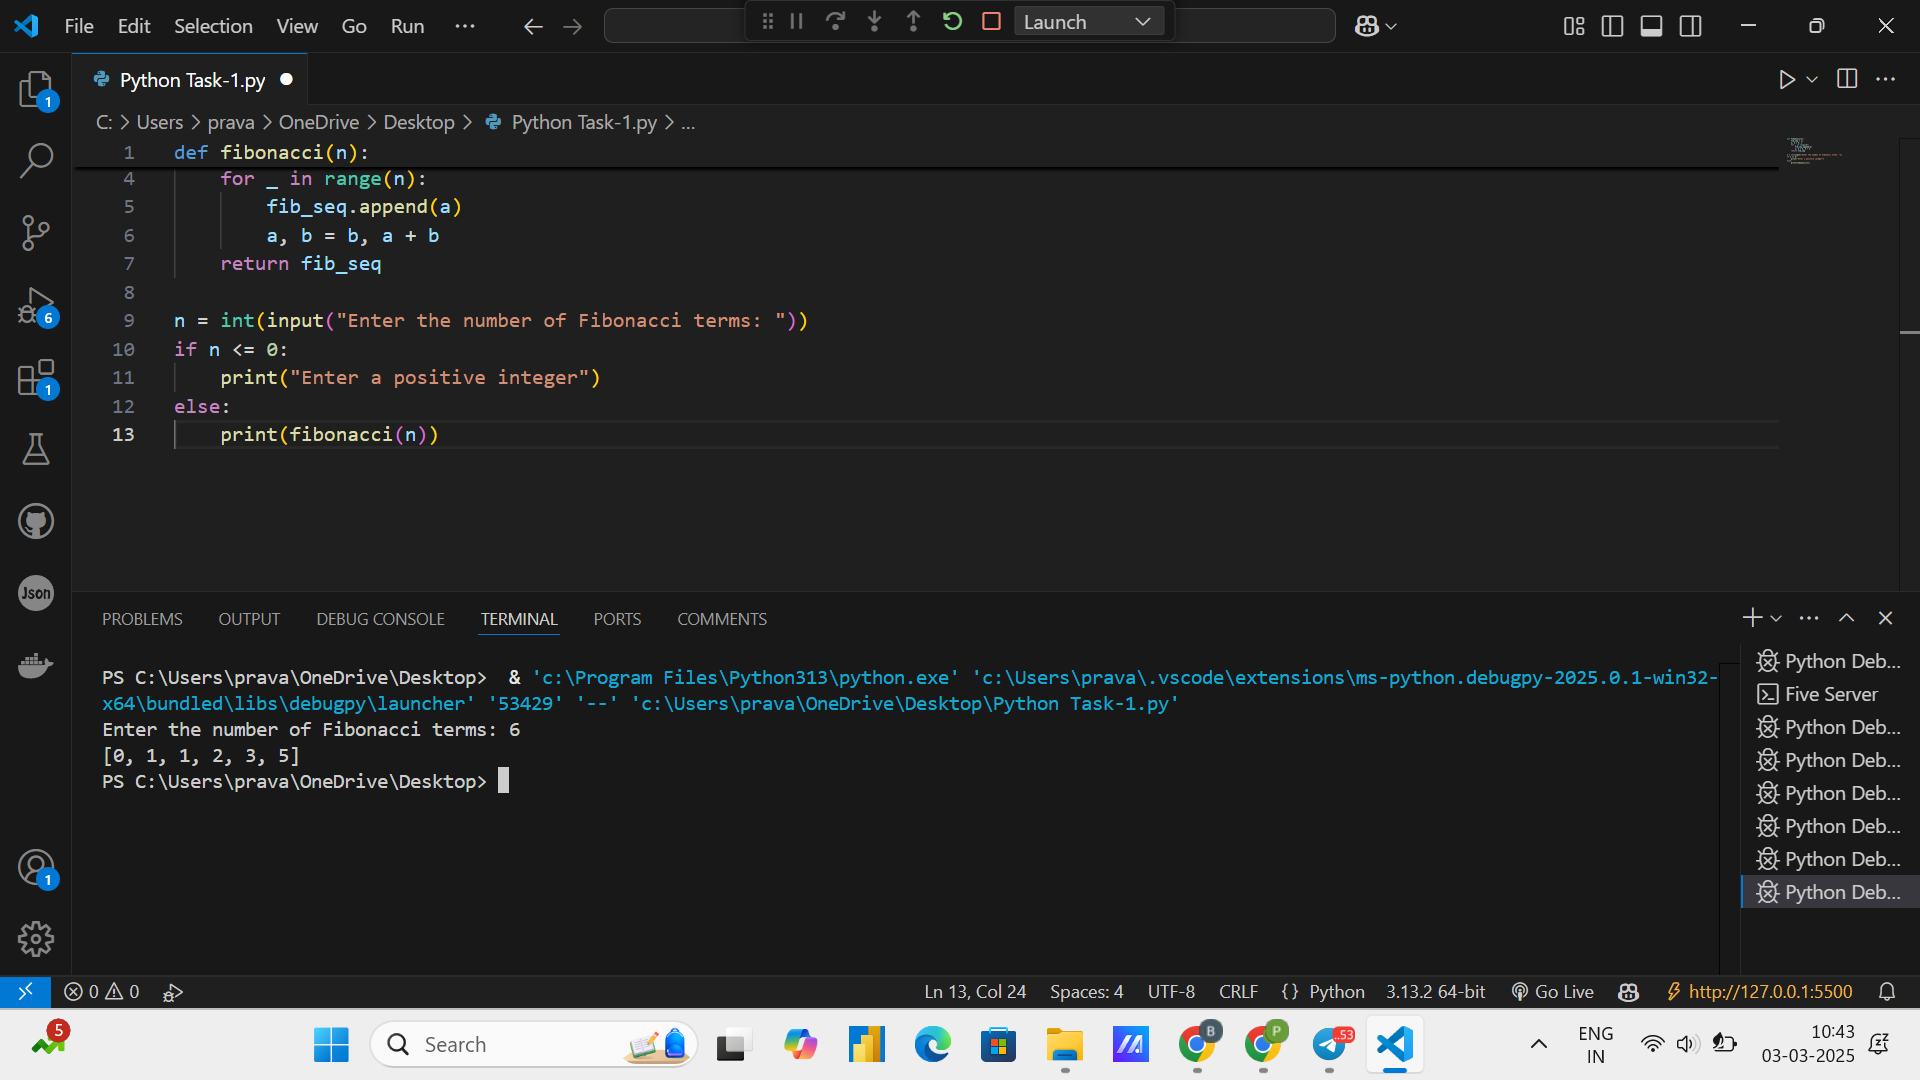 File Edit Selection View Go Run ··· Launch
Python Task-1.py
C: > Users > prava > OneDrive > Desktop > Python Task-1.py > ...
1 def fibonacci(n):
4 for _ in range(n):
5 fib_seq.append(a)
6 a, b = b, a + b
7 return fib_seq
8
9 n = int(input("Enter the number of Fibonacci terms: "))
10 if n <= 0:
11 print("Enter a positive integer")
12 else:
13 print(fibonacci(n))
1
6
1
Json
1
PROBLEMS OUTPUT DEBUG CONSOLE TERMINAL PORTS COMMENTS
PS C:\Users\prava\OneDrive\Desktop>  & 'c:\Program Files\Python313\python.exe' 'c:\Users\prava\.vscode\extensions\ms-python.debugpy-2025.0.1-win32-
x64\bundled\libs\debugpy\launcher' '53429' '--' 'c:\Users\prava\OneDrive\Desktop\Python Task-1.py'
Enter the number of Fibonacci terms: 6
[0, 1, 1, 2, 3, 5]
PS C:\Users\prava\OneDrive\Desktop>
Python Deb...
Five Server
Python Deb...
Python Deb...
Python Deb...
Python Deb...
Python Deb...
Python Deb...
0 0 Ln 13, Col 24 Spaces: 4 UTF-8 CRLF {} Python 3.13.2 64-bit Go Live http://127.0.0.1:5500
5 Search B P 53 ENG 10:43
IN 03-03-2025